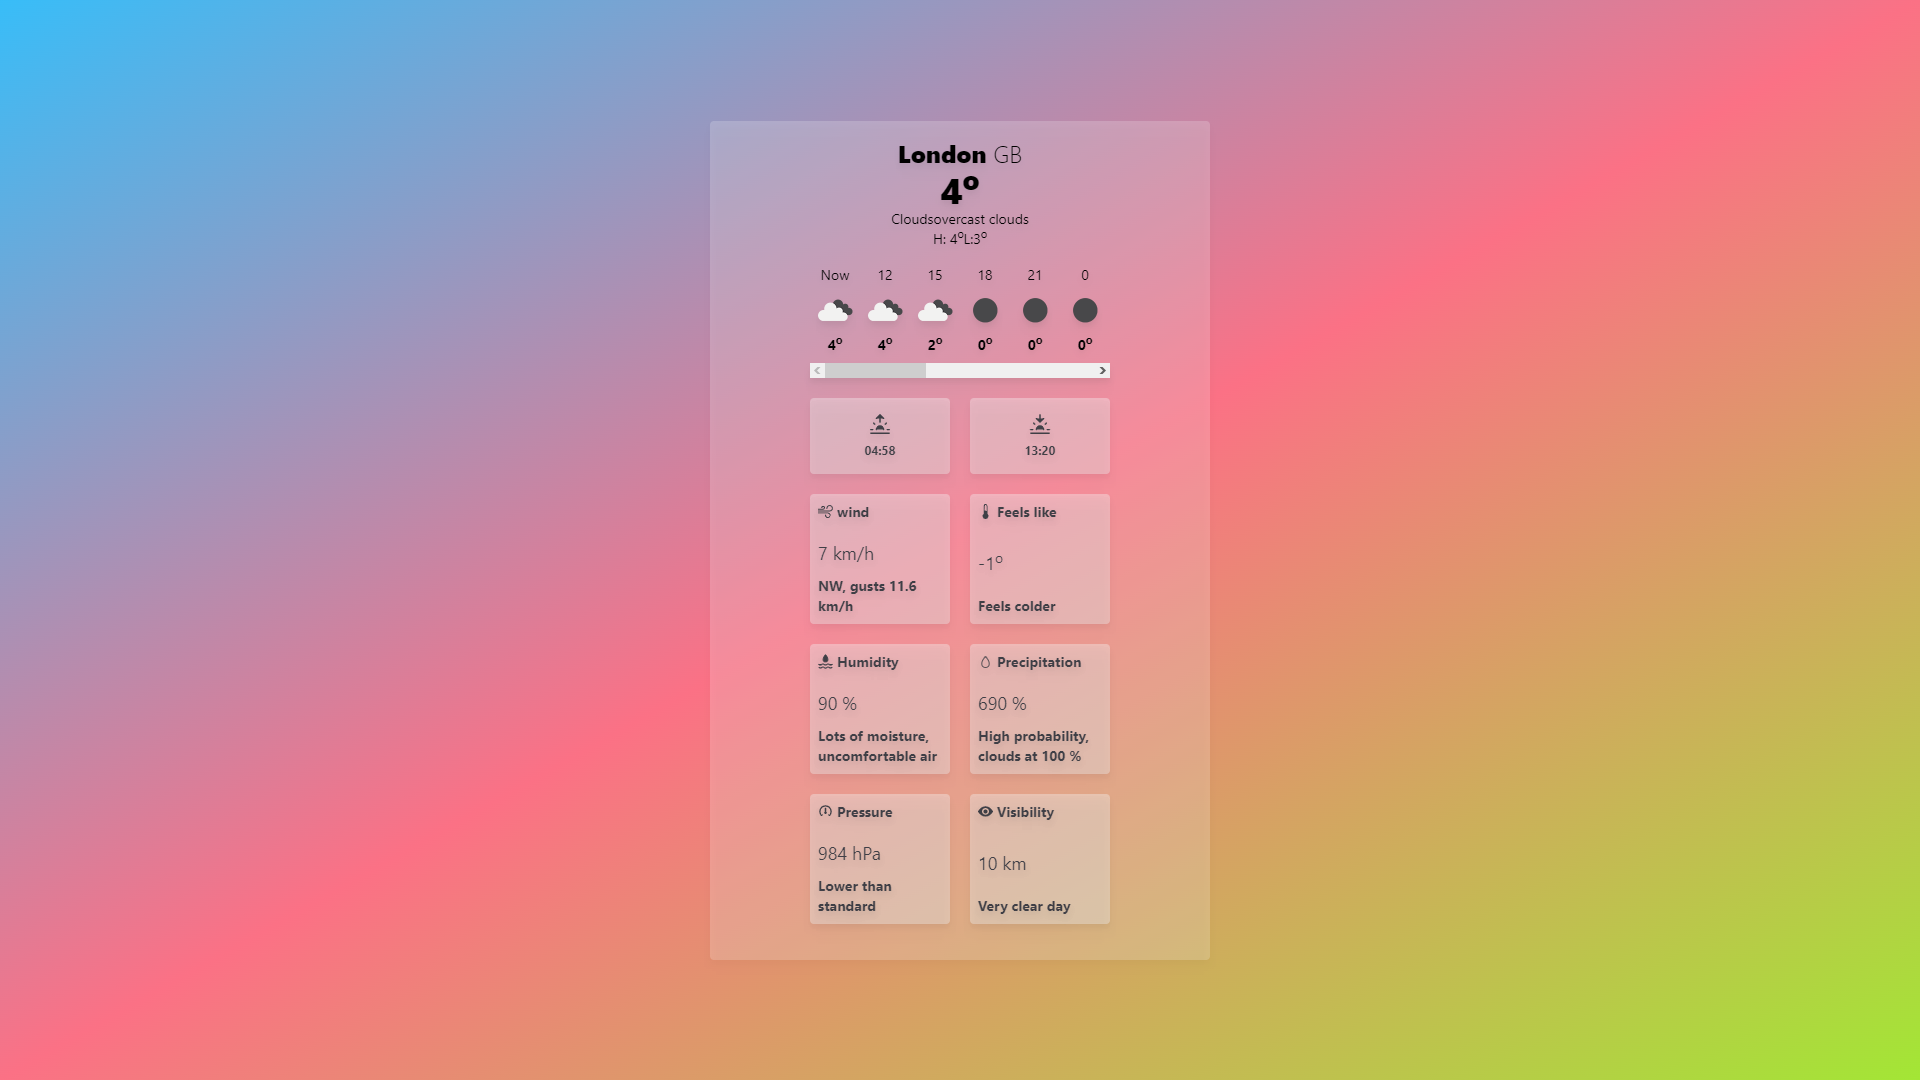 London GB
4°
Cloudsovercast clouds
H: 4°L:3°
Now 12 15 18 21 0
4° 4° 2° 0° 0° 0°
04:58 13:20
wind
7 km/h
NW, gusts 11.6
km/h
Feels like
-1°
Feels colder
Humidity
90 %
Lots of moisture,
uncomfortable air
Precipitation
690 %
High probability,
clouds at 100 %
Pressure
984 hPa
Lower than
standard
Visibility
10 km
Very clear day